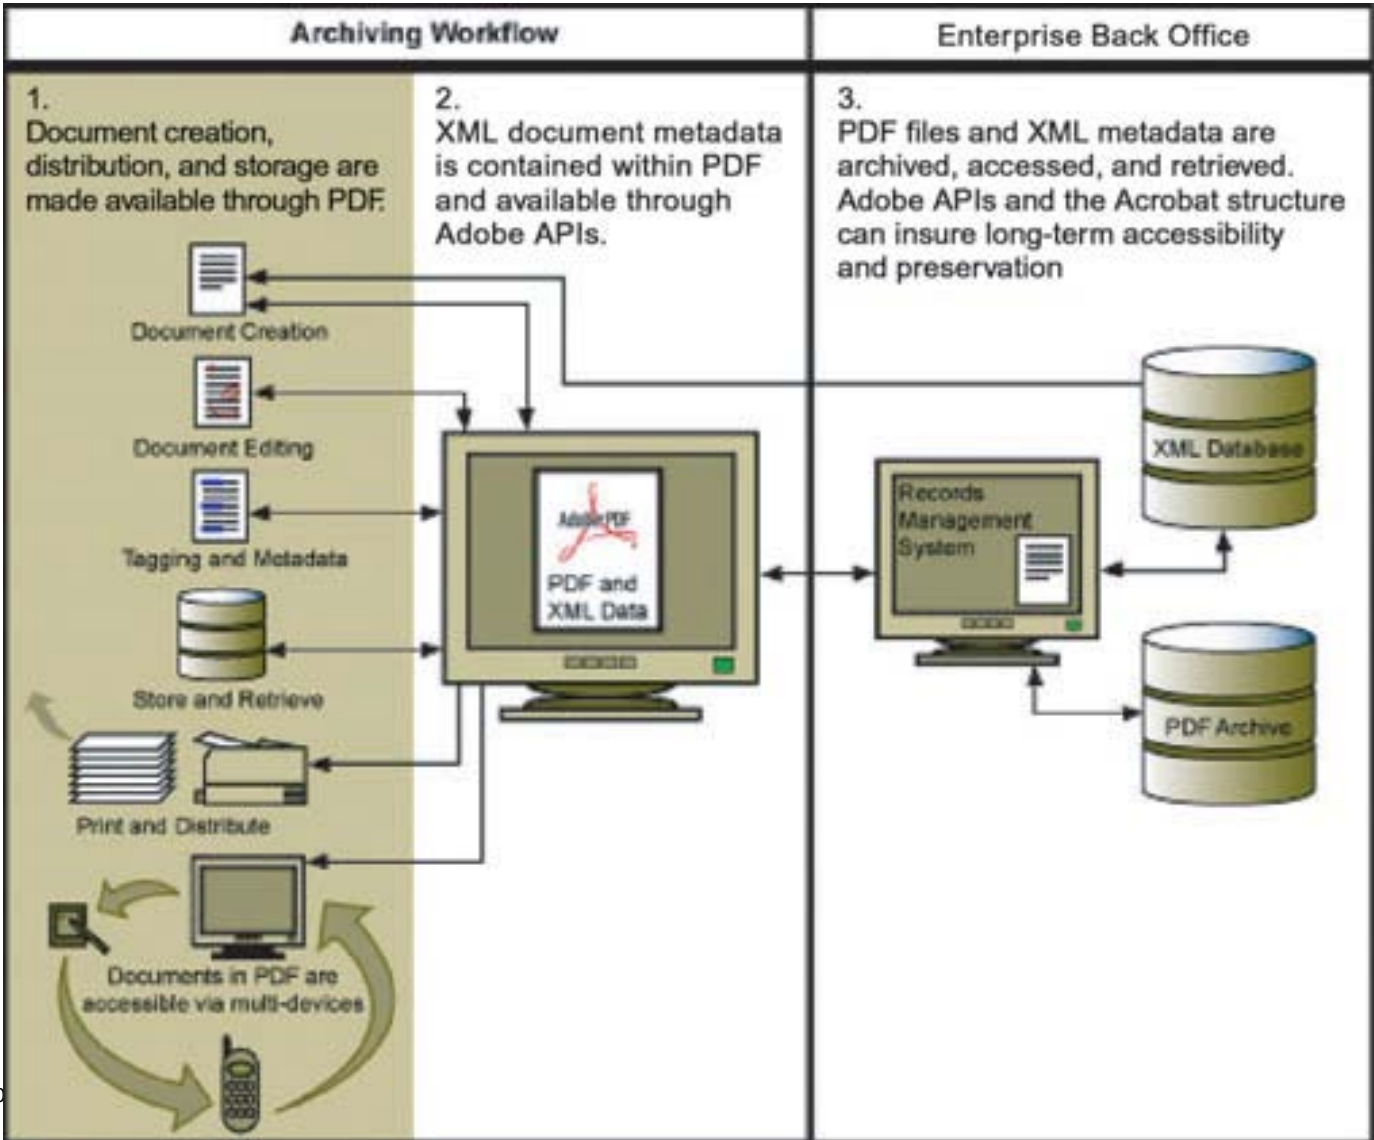 Archiving Workflow
Enterprise Back Office
1.
Document creation,
distribution, and storage are
made available through PDF.
2.
XML document metadata
is contained within PDF
and available through
Adobe APIs.
3.
PDF files and XML metadata are
archived, accessed, and retrieved.
Adobe APIs and the Acrobat structure
can insure long-term accessibility
and preservation
Document Creation
Document Editing
Tagging and Metadata
Store and Retrieve
Print and Distribute
Documents in PDF are
accessible via multi-devices
Adobe PDF
PDF and
XML Data
Records
Management
System
XML Database
PDF Archive